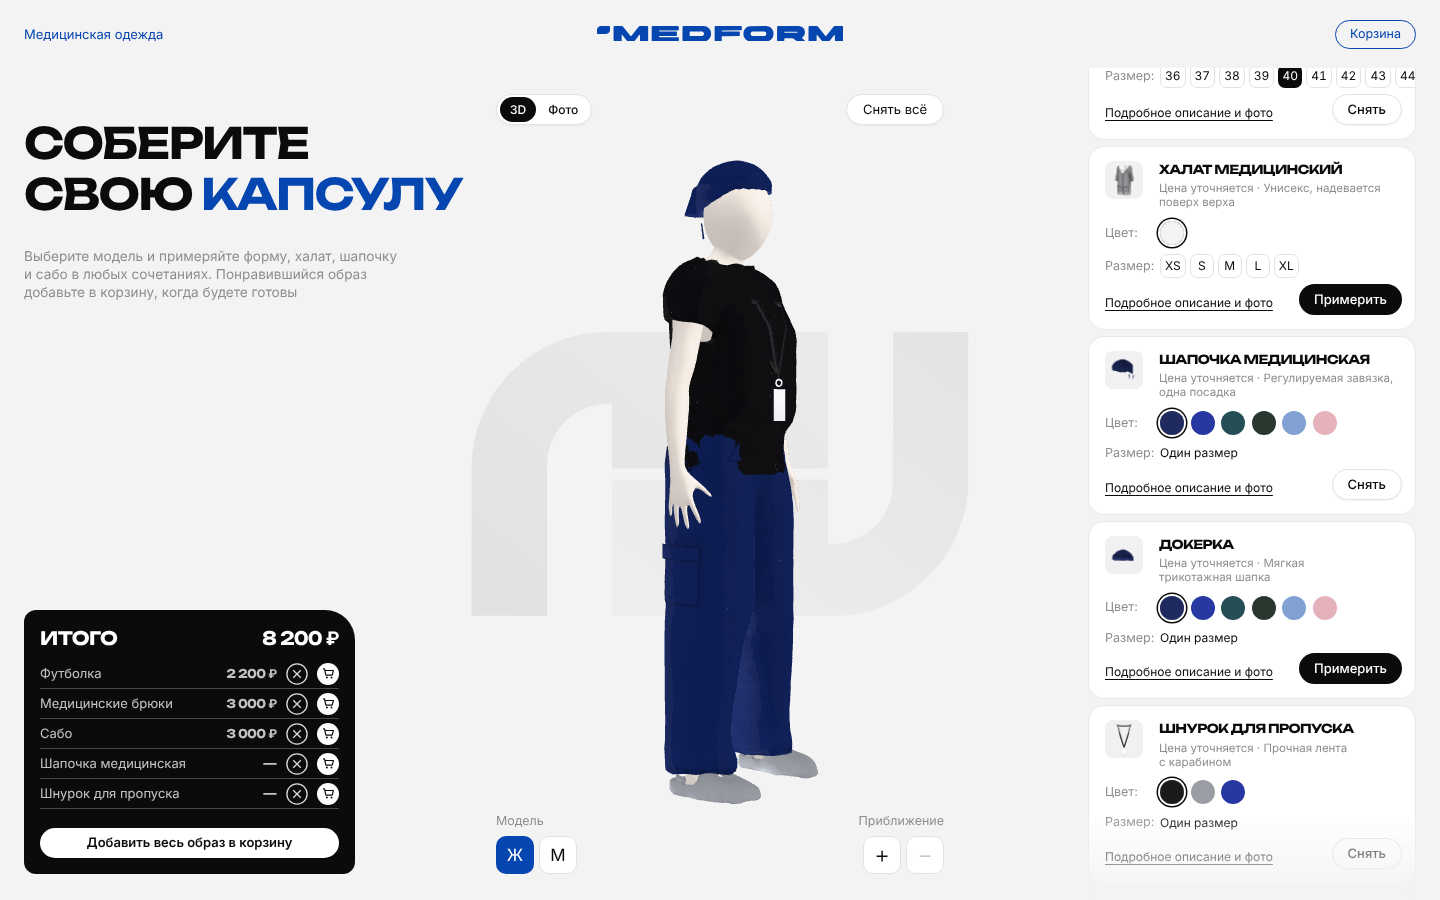 Медицинская одежда
MEDFORM
Корзина
СОБЕРИТЕ
СВОЮ КАПСУЛУ
Выберите модель и примеряйте форму, халат, шапочку
и сабо в любых сочетаниях. Понравившийся образ
добавьте в корзину, когда будете готовы
ИТОГО 8 200 ₽
Футболка 2 200 ₽
Медицинские брюки 3 000 ₽
Сабо 3 000 ₽
Шапочка медицинская —
Шнурок для пропуска —
Добавить весь образ в корзину
3D Фото
Снять всё
Модель
Ж М
Приближение
+ −
Размер: 36 37 38 39 40 41 42 43 44
Подробное описание и фото Снять
ХАЛАТ МЕДИЦИНСКИЙ
Цена уточняется · Унисекс, надевается
поверх верха
Цвет:
Размер: XS S M L XL
Подробное описание и фото Примерить
ШАПОЧКА МЕДИЦИНСКАЯ
Цена уточняется · Регулируемая завязка,
одна посадка
Цвет:
Размер: Один размер
Подробное описание и фото Снять
ДОКЕРКА
Цена уточняется · Мягкая
трикотажная шапка
Цвет:
Размер: Один размер
Подробное описание и фото Примерить
ШНУРОК ДЛЯ ПРОПУСКА
Цена уточняется · Прочная лента
с карабином
Цвет:
Размер: Один размер
Подробное описание и фото Снять